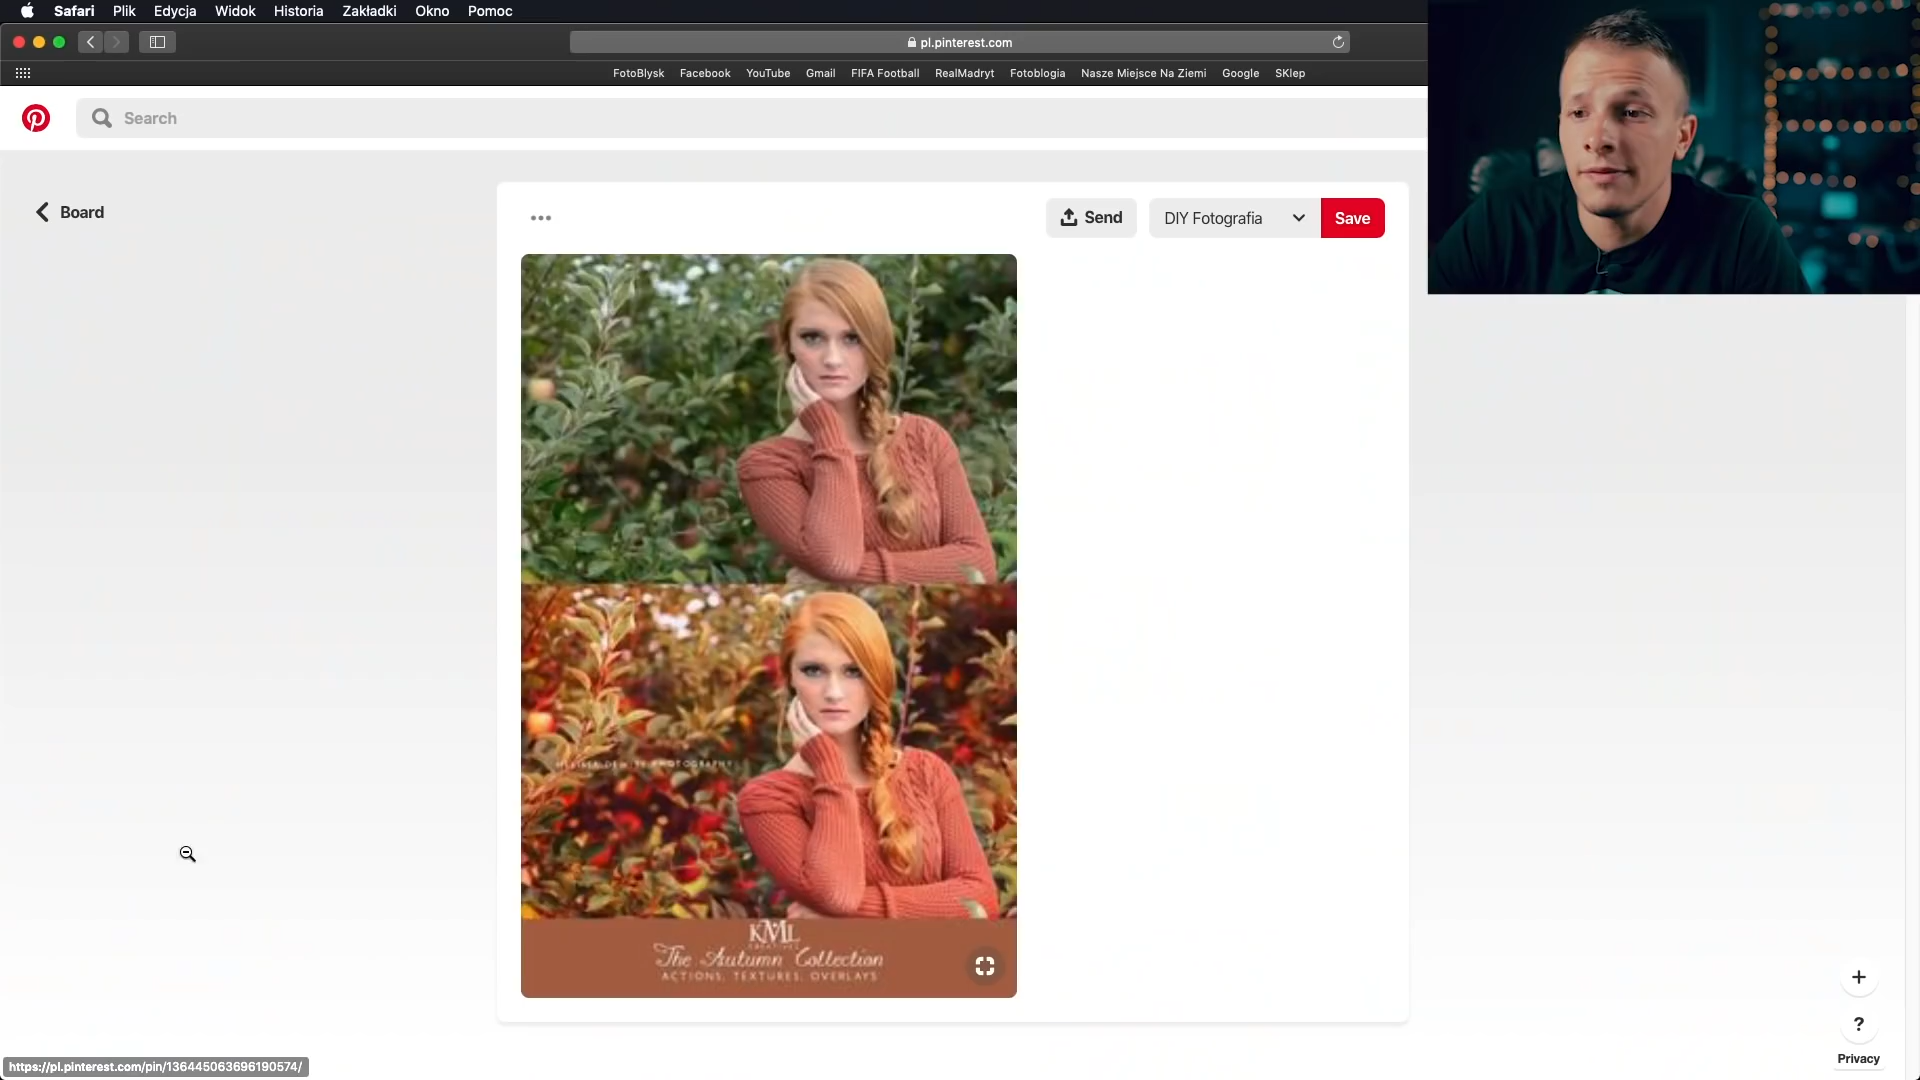 Safari Plik Edycja Widok Historia Zakładki Okno Pomoc
pl.pinterest.com
FotoBlysk Facebook YouTube Gmail FIFA Football RealMadryt Fotoblogia Nasze Miejsce Na Ziemi Google SKlep
Search
Board
Send DIY Fotografia Save
PHOTOGRAPHY
KML
The Autumn Collection
ACTIONS, TEXTURES, OVERLAYS
+
?
Privacy
https://pl.pinterest.com/pin/136445063696190574/